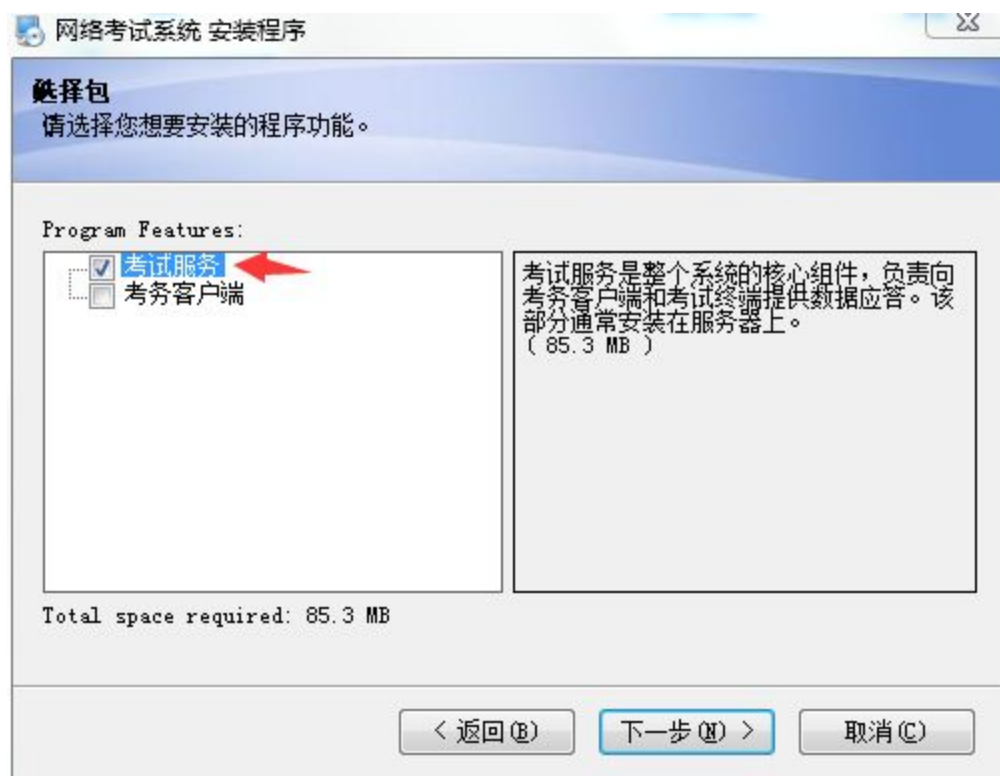 网络考试系统 安装程序
选择包
请选择您想要安装的程序功能。
Program Features:
考试服务
考务客户端
考试服务是整个系统的核心组件，负责向
考务客户端和考试终端提供数据应答。该
部分通常安装在服务器上。
( 85.3 MB )
Total space required: 85.3 MB
< 返回(B)
下一步(N) >
取消(C)